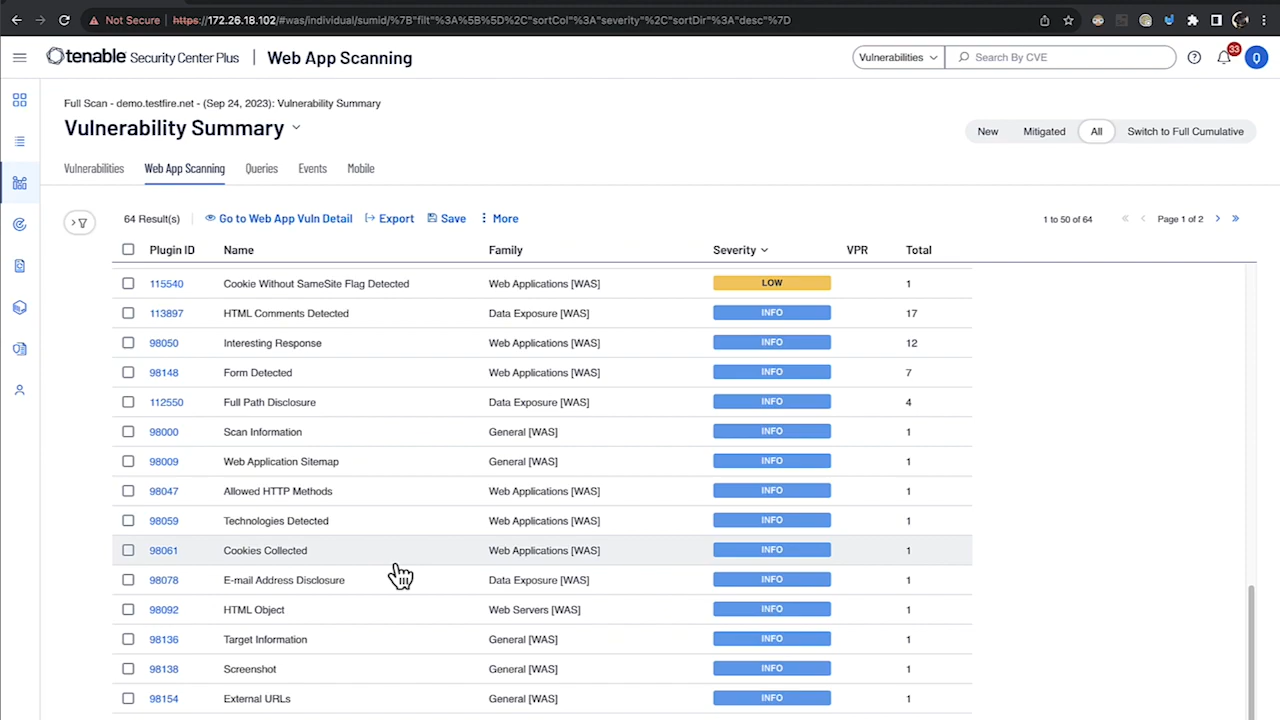 Not Secure https://172.26.18.102/#was/individual/sumid/%7B"filt"%3A%5B%5D%2C"sortCol"%3A"severity"%2C"sortDir"%3A"desc"%7D
tenable Security Center Plus Web App Scanning Vulnerabilities Search By CVE 33 Q
Full Scan - demo.testfire.net - (Sep 24, 2023): Vulnerability Summary
Vulnerability Summary New Mitigated All Switch to Full Cumulative
Vulnerabilities Web App Scanning Queries Events Mobile
64 Result(s) Go to Web App Vuln Detail Export Save More 1 to 50 of 64 Page 1 of 2
Plugin ID Name Family Severity VPR Total
115540 Cookie Without SameSite Flag Detected Web Applications [WAS] LOW 1
113897 HTML Comments Detected Data Exposure [WAS] INFO 17
98050 Interesting Response Web Applications [WAS] INFO 12
98148 Form Detected Web Applications [WAS] INFO 7
112550 Full Path Disclosure Data Exposure [WAS] INFO 4
98000 Scan Information General [WAS] INFO 1
98009 Web Application Sitemap General [WAS] INFO 1
98047 Allowed HTTP Methods Web Applications [WAS] INFO 1
98059 Technologies Detected Web Applications [WAS] INFO 1
98061 Cookies Collected Web Applications [WAS] INFO 1
98078 E-mail Address Disclosure Data Exposure [WAS] INFO 1
98092 HTML Object Web Servers [WAS] INFO 1
98136 Target Information General [WAS] INFO 1
98138 Screenshot General [WAS] INFO 1
98154 External URLs General [WAS] INFO 1